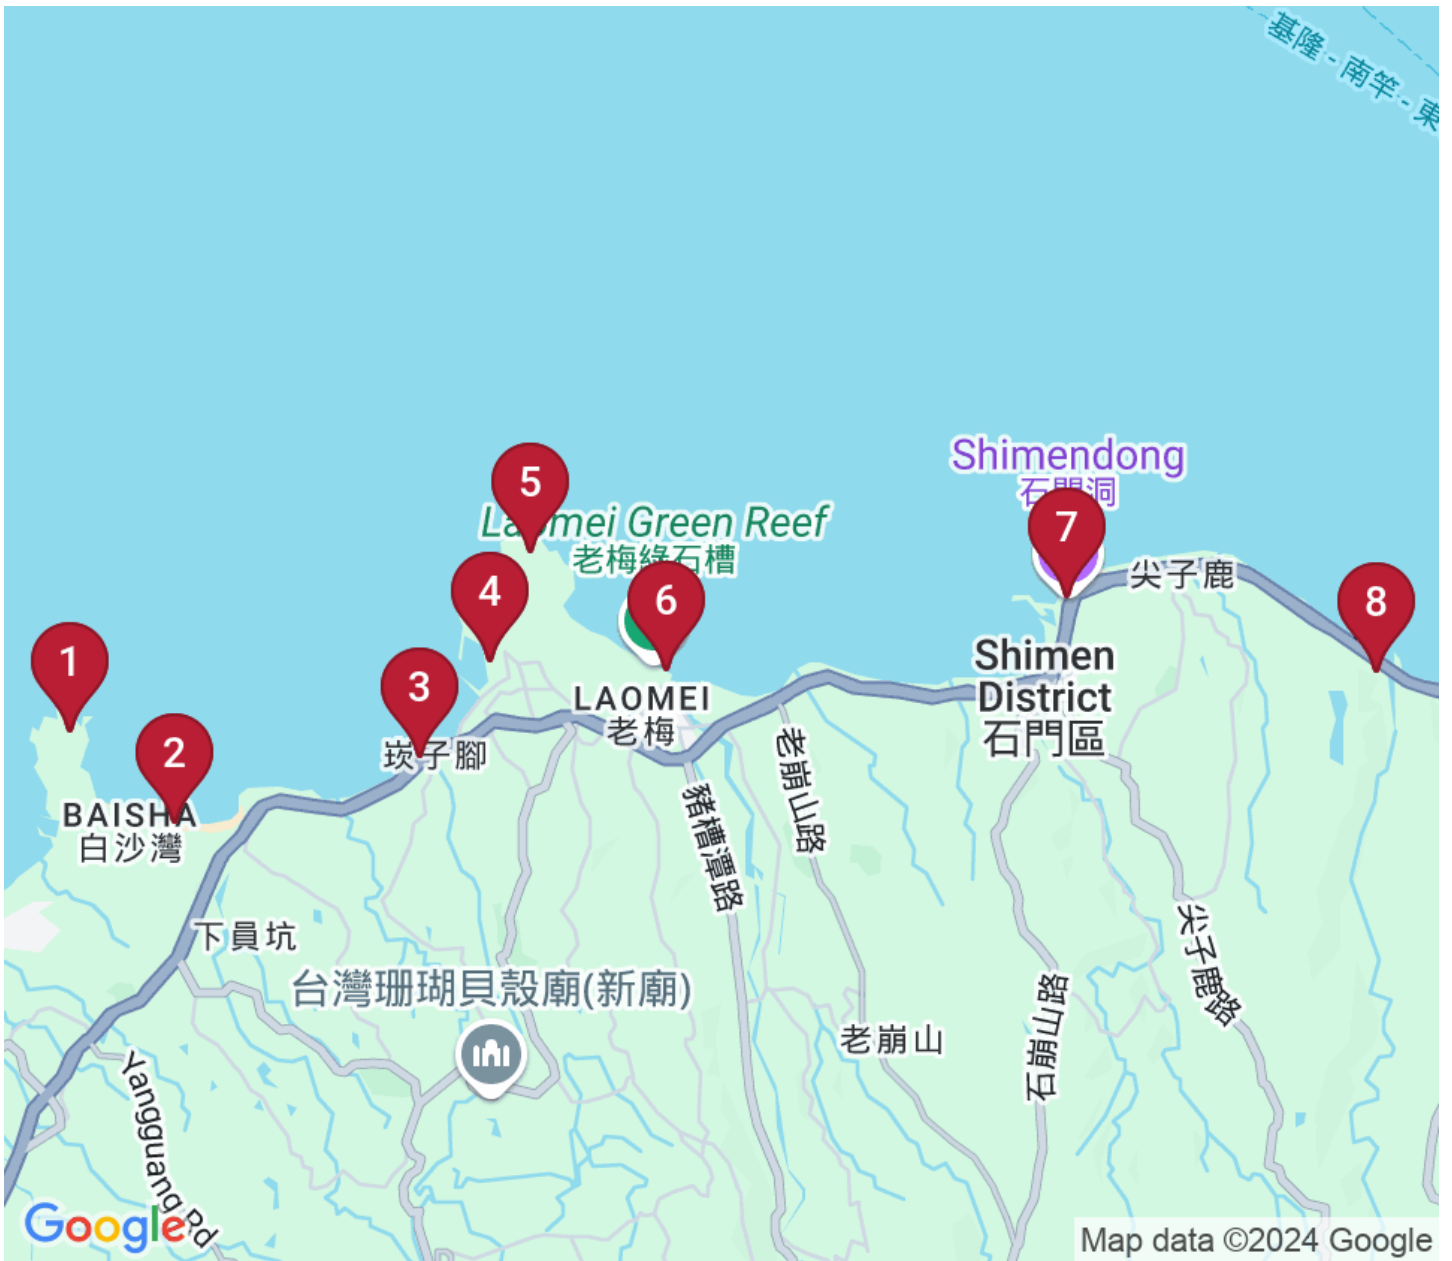 基隆 - 南竿 - 東
5
Shimendong
石門洞
Laomei Green Reef
老梅綠石槽
7
4
6
尖子鹿
8
1
3
Shimen
District
石門區
LAOMEI
老梅
2
崁子腳
BAISHA
白沙灣
老崩山路
豬槽潭路
下員坑
尖子鹿路
台灣珊瑚貝殼廟(新廟)
老崩山
石崩山路
Yangguang Rd
Google
Map data ©2024 Google